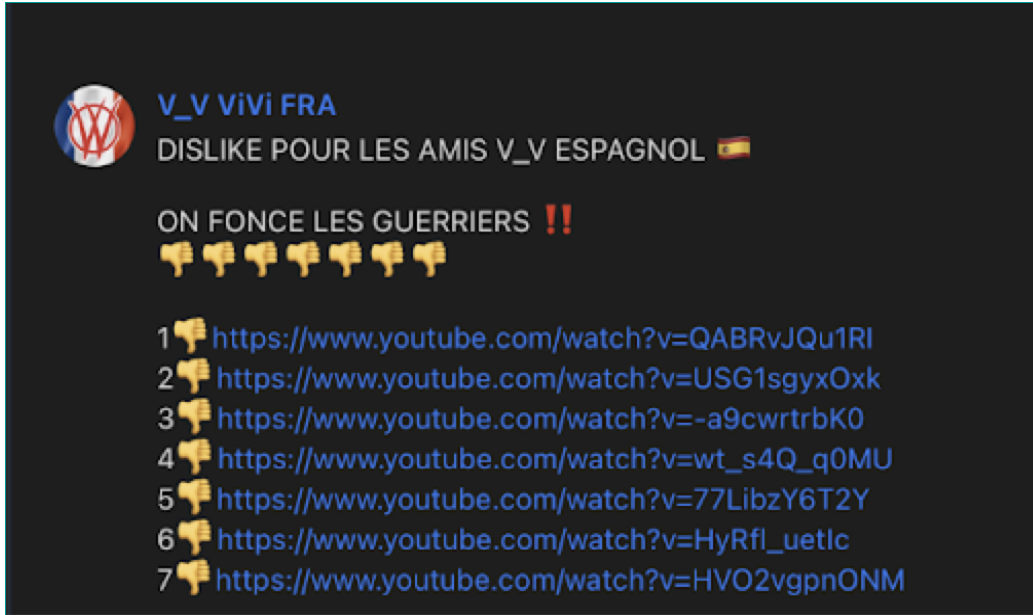 V_V ViVi FRA
DISLIKE POUR LES AMIS V_V ESPAGNOL 🇪🇸
ON FONCE LES GUERRIERS ‼️
👎👎👎👎👎👎👎
1👎https://www.youtube.com/watch?v=QABRvJQu1RI
2👎https://www.youtube.com/watch?v=USG1sgyxOxk
3👎https://www.youtube.com/watch?v=-a9cwrtrbK0
4👎https://www.youtube.com/watch?v=wt_s4Q_q0MU
5👎https://www.youtube.com/watch?v=77LibzY6T2Y
6👎https://www.youtube.com/watch?v=HyRfl_uetIc
7👎https://www.youtube.com/watch?v=HVO2vgpnONM